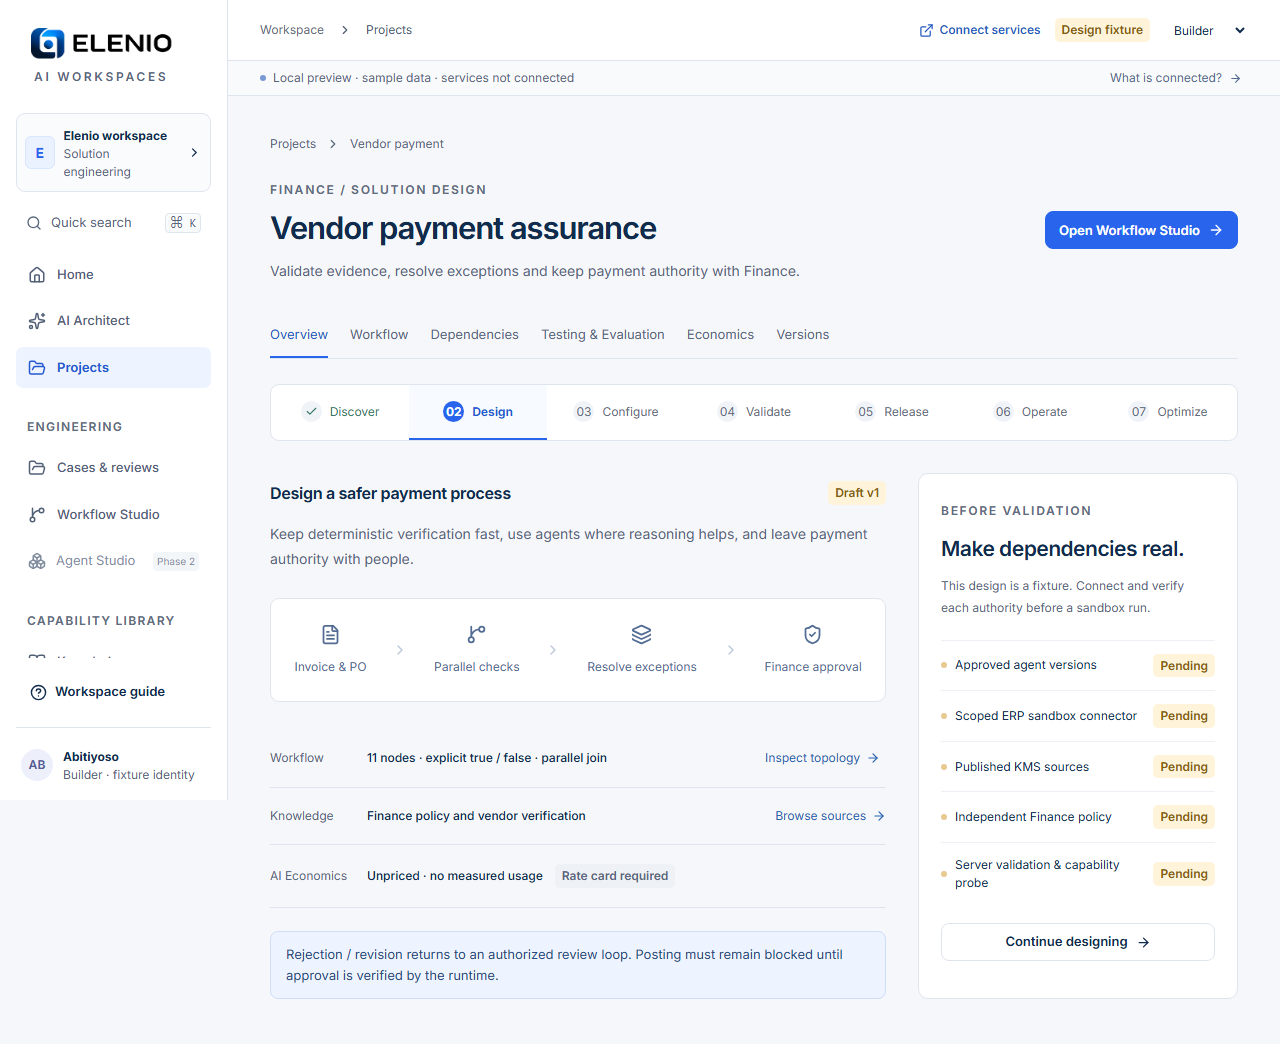 ELENIO
AI WORKSPACES
E
Elenio workspace
Solution
engineering
Quick search
⌘ K
Home
AI Architect
Projects
ENGINEERING
Cases & reviews
Workflow Studio
Agent Studio
Phase 2
CAPABILITY LIBRARY
Workspace guide
AB
Abitiyoso
Builder · fixture identity
Workspace
Projects
Connect services
Design fixture
Builder
Local preview · sample data · services not connected
What is connected?
Projects
Vendor payment
FINANCE / SOLUTION DESIGN
Vendor payment assurance
Open Workflow Studio
Validate evidence, resolve exceptions and keep payment authority with Finance.
Overview
Workflow
Dependencies
Testing & Evaluation
Economics
Versions
Discover
02 Design
03 Configure
04 Validate
05 Release
06 Operate
07 Optimize
Design a safer payment process
Draft v1
Keep deterministic verification fast, use agents where reasoning helps, and leave payment
authority with people.
Invoice & PO
Parallel checks
Resolve exceptions
Finance approval
Workflow
11 nodes · explicit true / false · parallel join
Inspect topology
Knowledge
Finance policy and vendor verification
Browse sources
AI Economics
Unpriced · no measured usage
Rate card required
Rejection / revision returns to an authorized review loop. Posting must remain blocked until
approval is verified by the runtime.
BEFORE VALIDATION
Make dependencies real.
This design is a fixture. Connect and verify
each authority before a sandbox run.
Approved agent versions
Pending
Scoped ERP sandbox connector
Pending
Published KMS sources
Pending
Independent Finance policy
Pending
Server validation & capability
probe
Pending
Continue designing